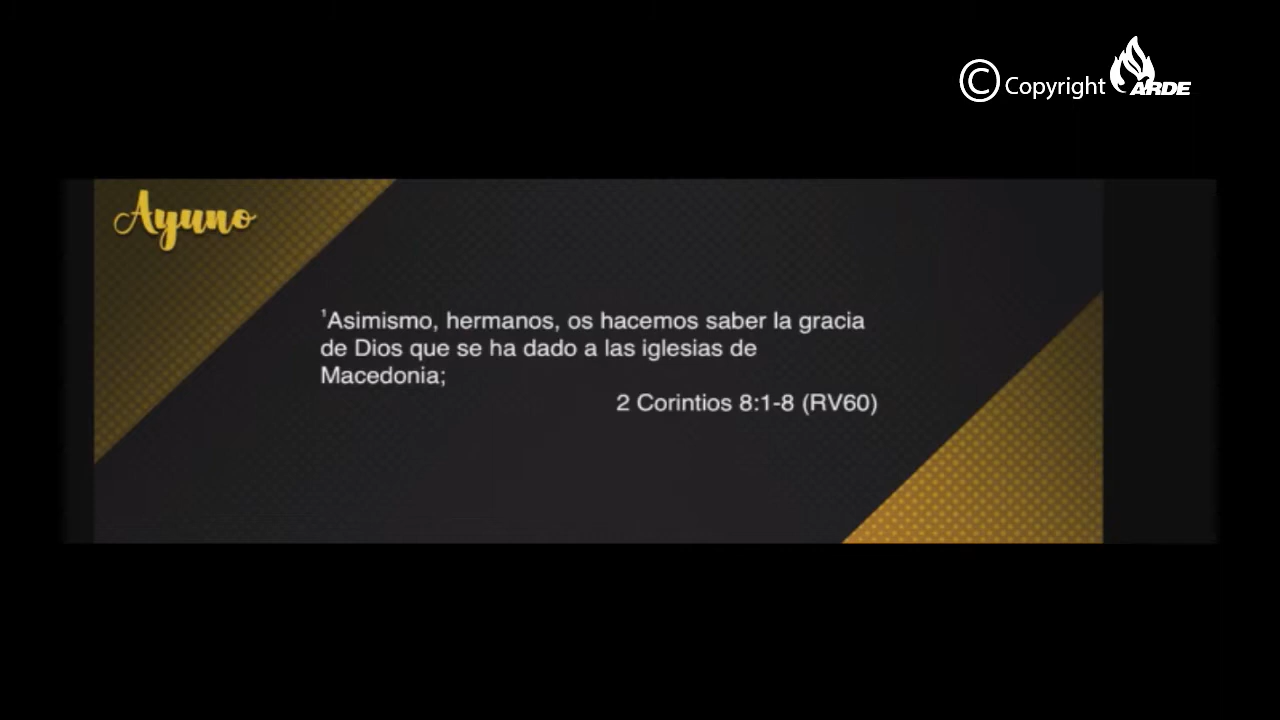 © Copyright ARDE
Ayuno
¹Asimismo, hermanos, os hacemos saber la gracia
de Dios que se ha dado a las iglesias de
Macedonia;
2 Corintios 8:1-8 (RV60)